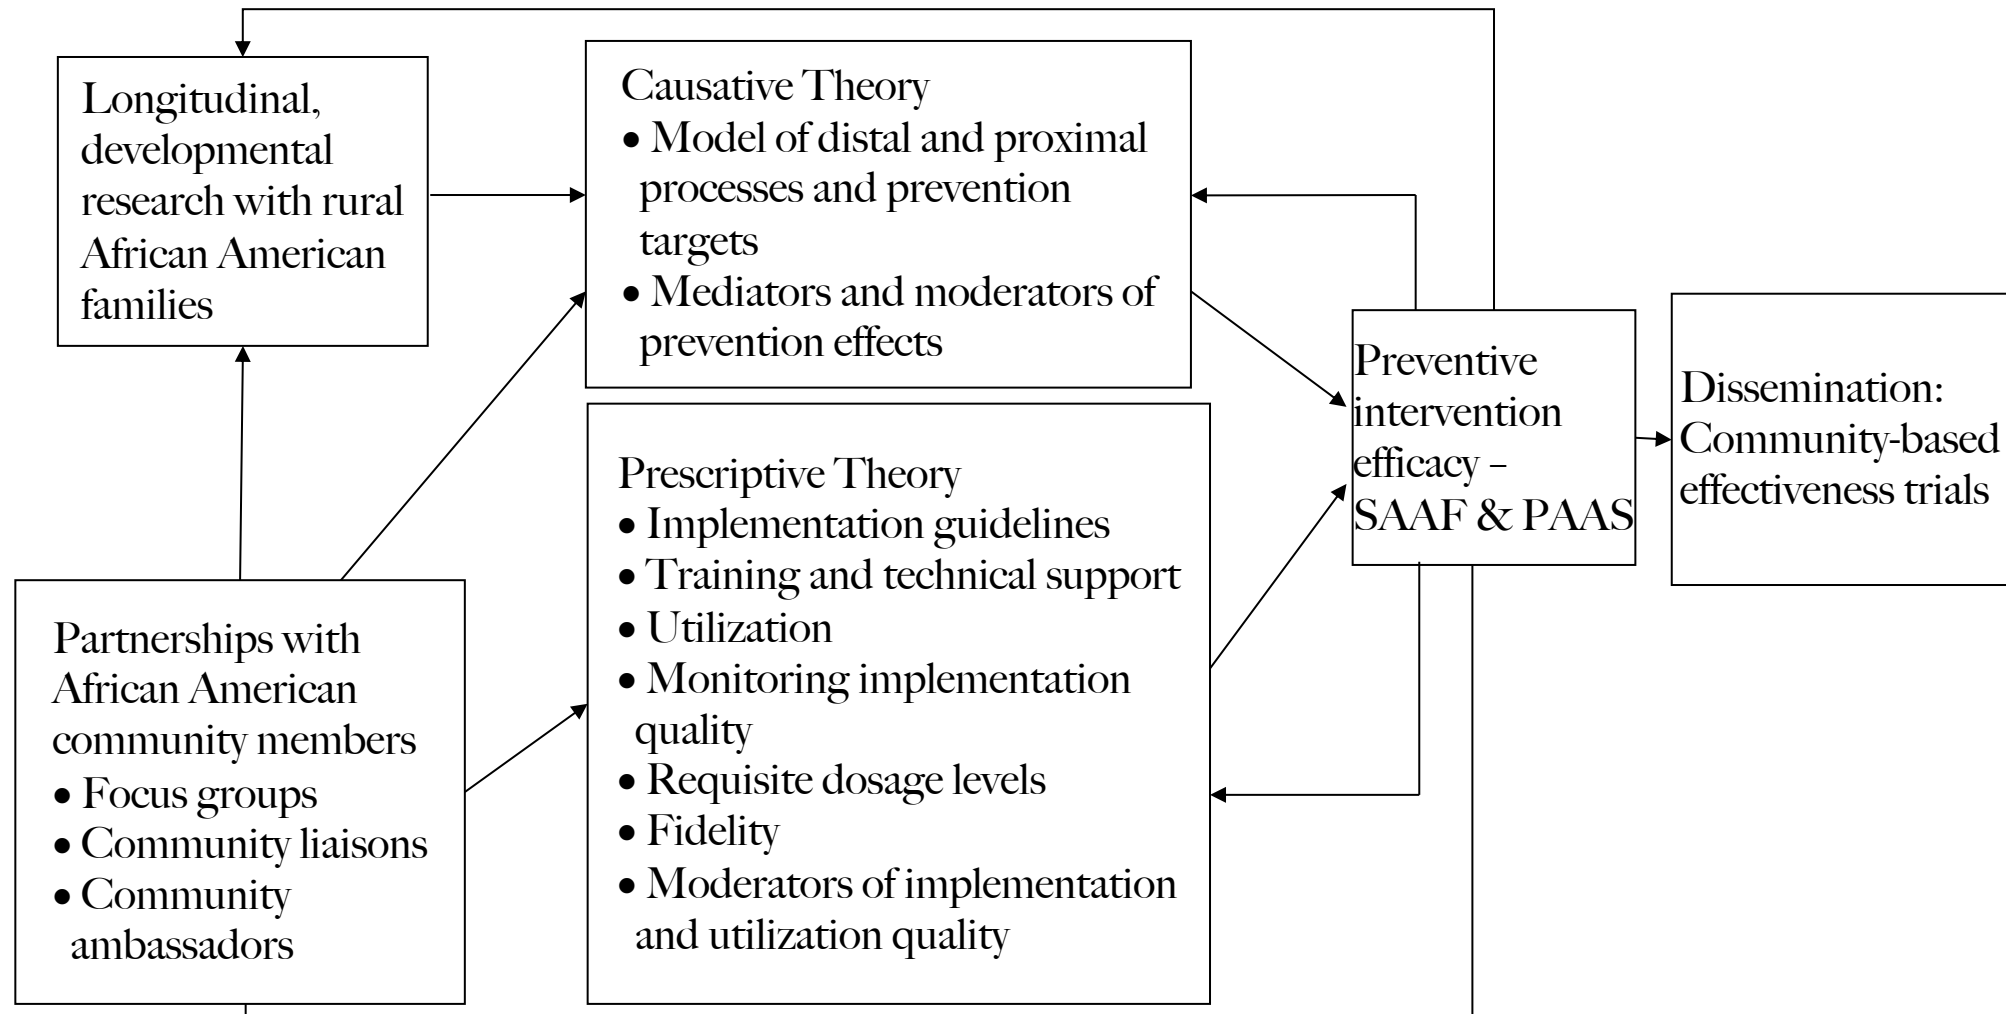 Longitudinal,
developmental
research with rural
African American
families
Causative Theory
• Model of distal and proximal
processes and prevention
targets
• Mediators and moderators of
prevention effects
Partnerships with
African American
community members
• Focus groups
• Community liaisons
• Community
ambassadors
Prescriptive Theory
• Implementation guidelines
• Training and technical support
• Utilization
• Monitoring implementation
quality
• Requisite dosage levels
• Fidelity
• Moderators of implementation
and utilization quality
Preventive
intervention
efficacy –
SAAF & PAAS
Dissemination:
Community-based
effectiveness trials